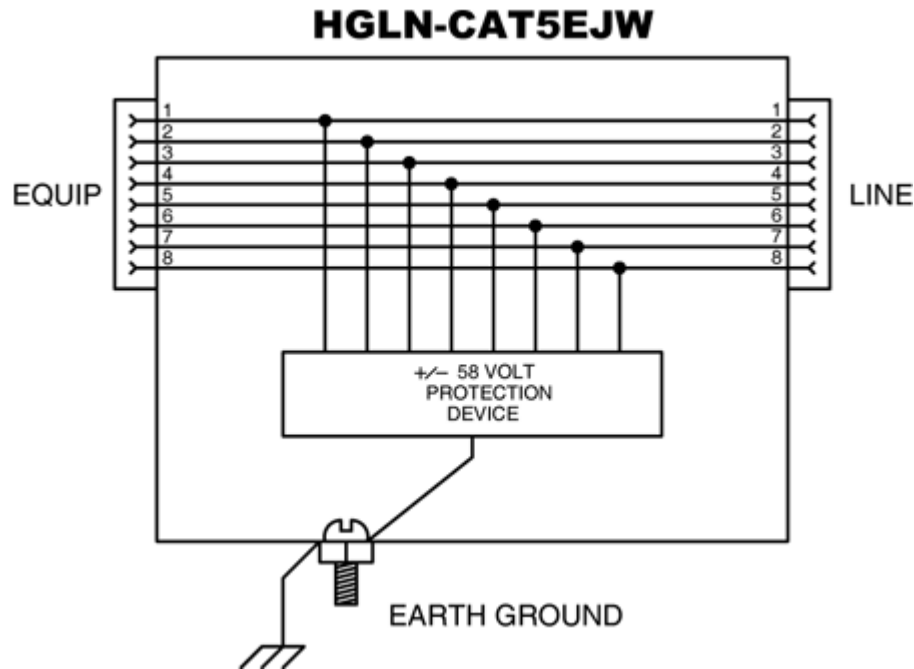 HGLN-CAT5EJW
1 1
2 2
3 3
4 4
EQUIP LINE
5 5
6 6
7 7
8 8
+/− 58 VOLT
PROTECTION
DEVICE
EARTH GROUND